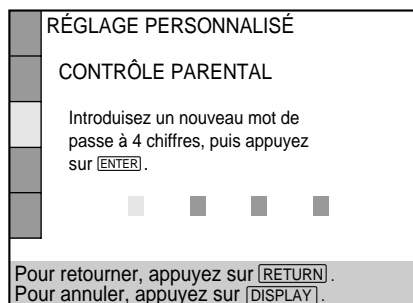 RÉGLAGE PERSONNALISÉ
CONTRÔLE PARENTAL
Introduisez un nouveau mot de
passe à 4 chiffres, puis appuyez
sur ENTER.
Pour retourner, appuyez sur RETURN.
Pour annuler, appuyez sur DISPLAY.